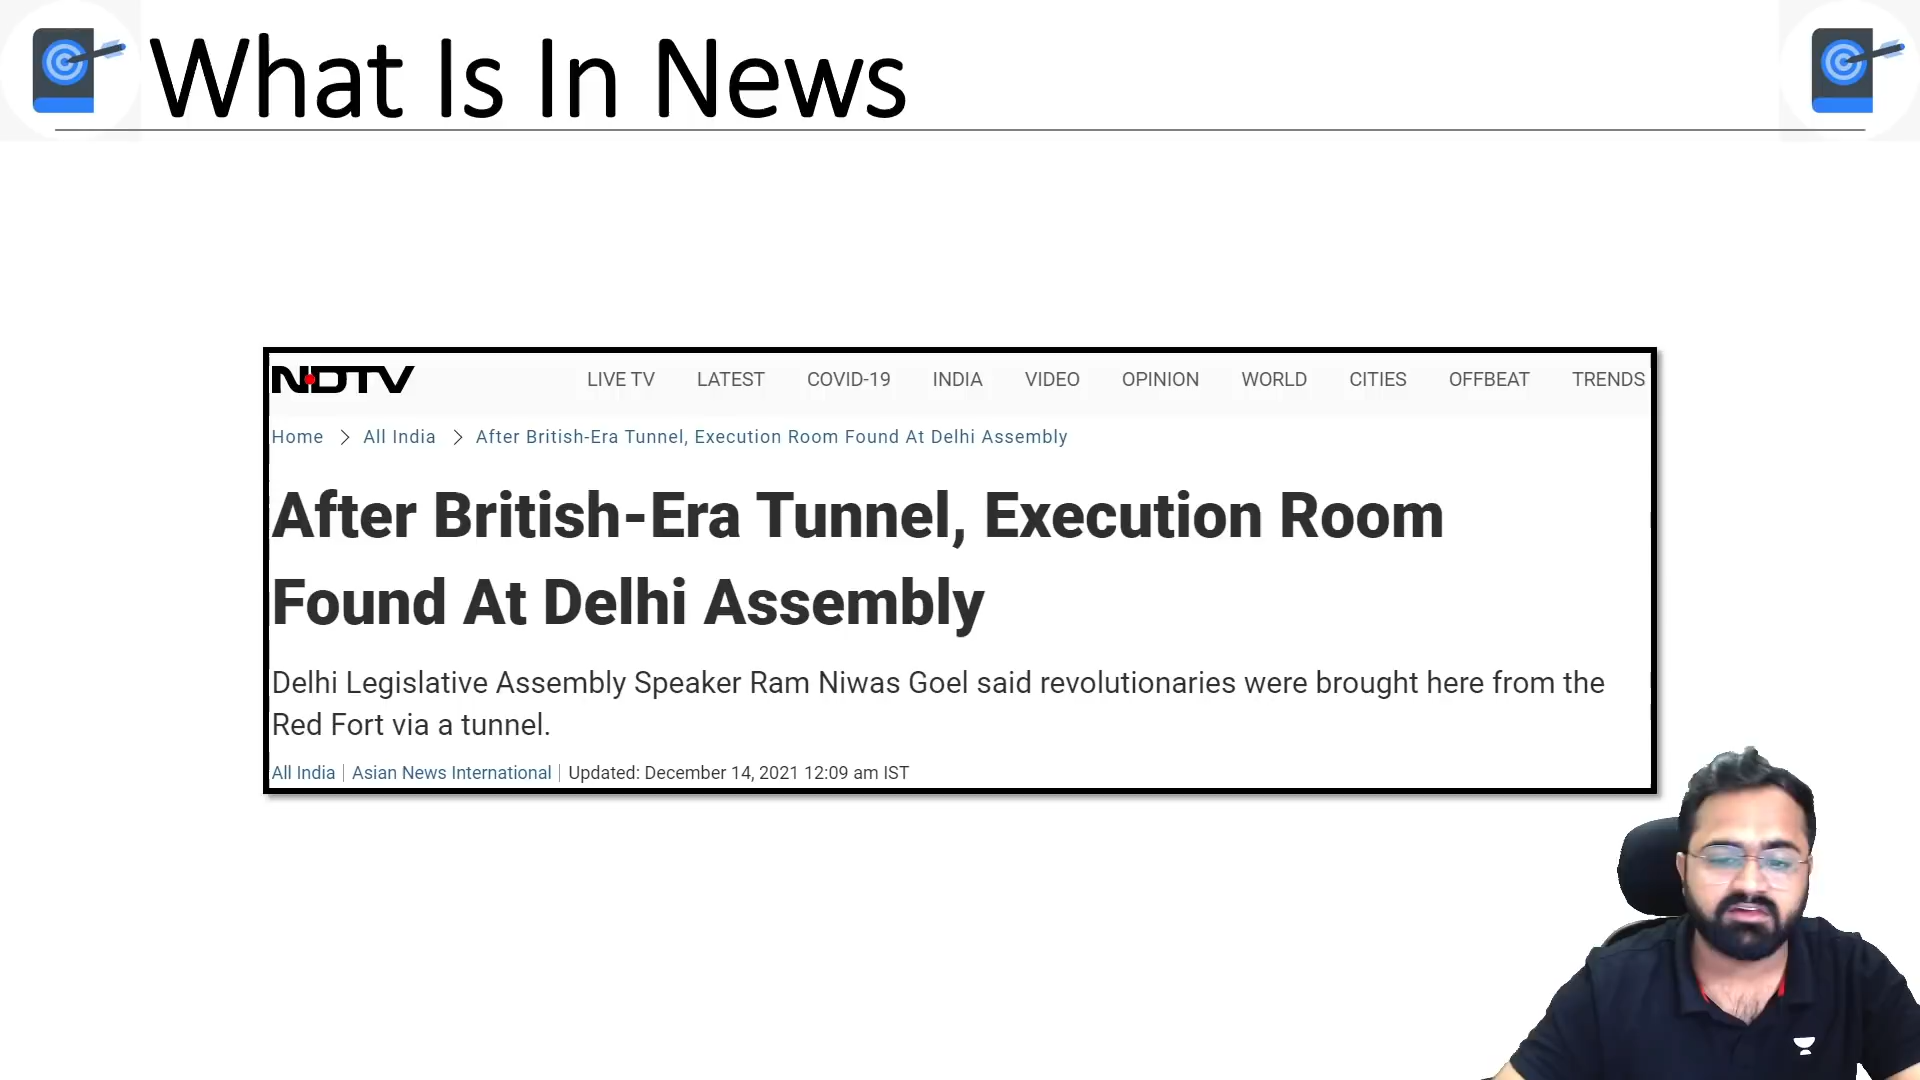 What Is In News
NDTV
LIVE TV LATEST COVID-19 INDIA VIDEO OPINION WORLD CITIES OFFBEAT TRENDS
Home > All India > After British-Era Tunnel, Execution Room Found At Delhi Assembly
After British-Era Tunnel, Execution Room
Found At Delhi Assembly
Delhi Legislative Assembly Speaker Ram Niwas Goel said revolutionaries were brought here from the
Red Fort via a tunnel.
All India | Asian News International | Updated: December 14, 2021 12:09 am IST